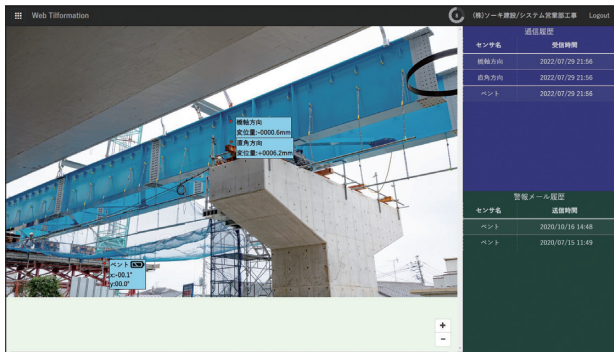 Web Tilformation
8
(株)ソーキ建設/システム営業部工事
Logout
橋軸方向
変位量:-0000.6mm
直角方向
変位量:+0006.2mm
ベント
x:-00.1°
y:00.0°
+
−
通信履歴
センサ名 受信時間
橋軸方向 2022/07/29 21:56
直角方向 2022/07/29 21:56
ベント 2022/07/29 21:56
警報メール履歴
センサ名 送信時間
ベント 2020/10/16 14:48
ベント 2020/07/15 11:49